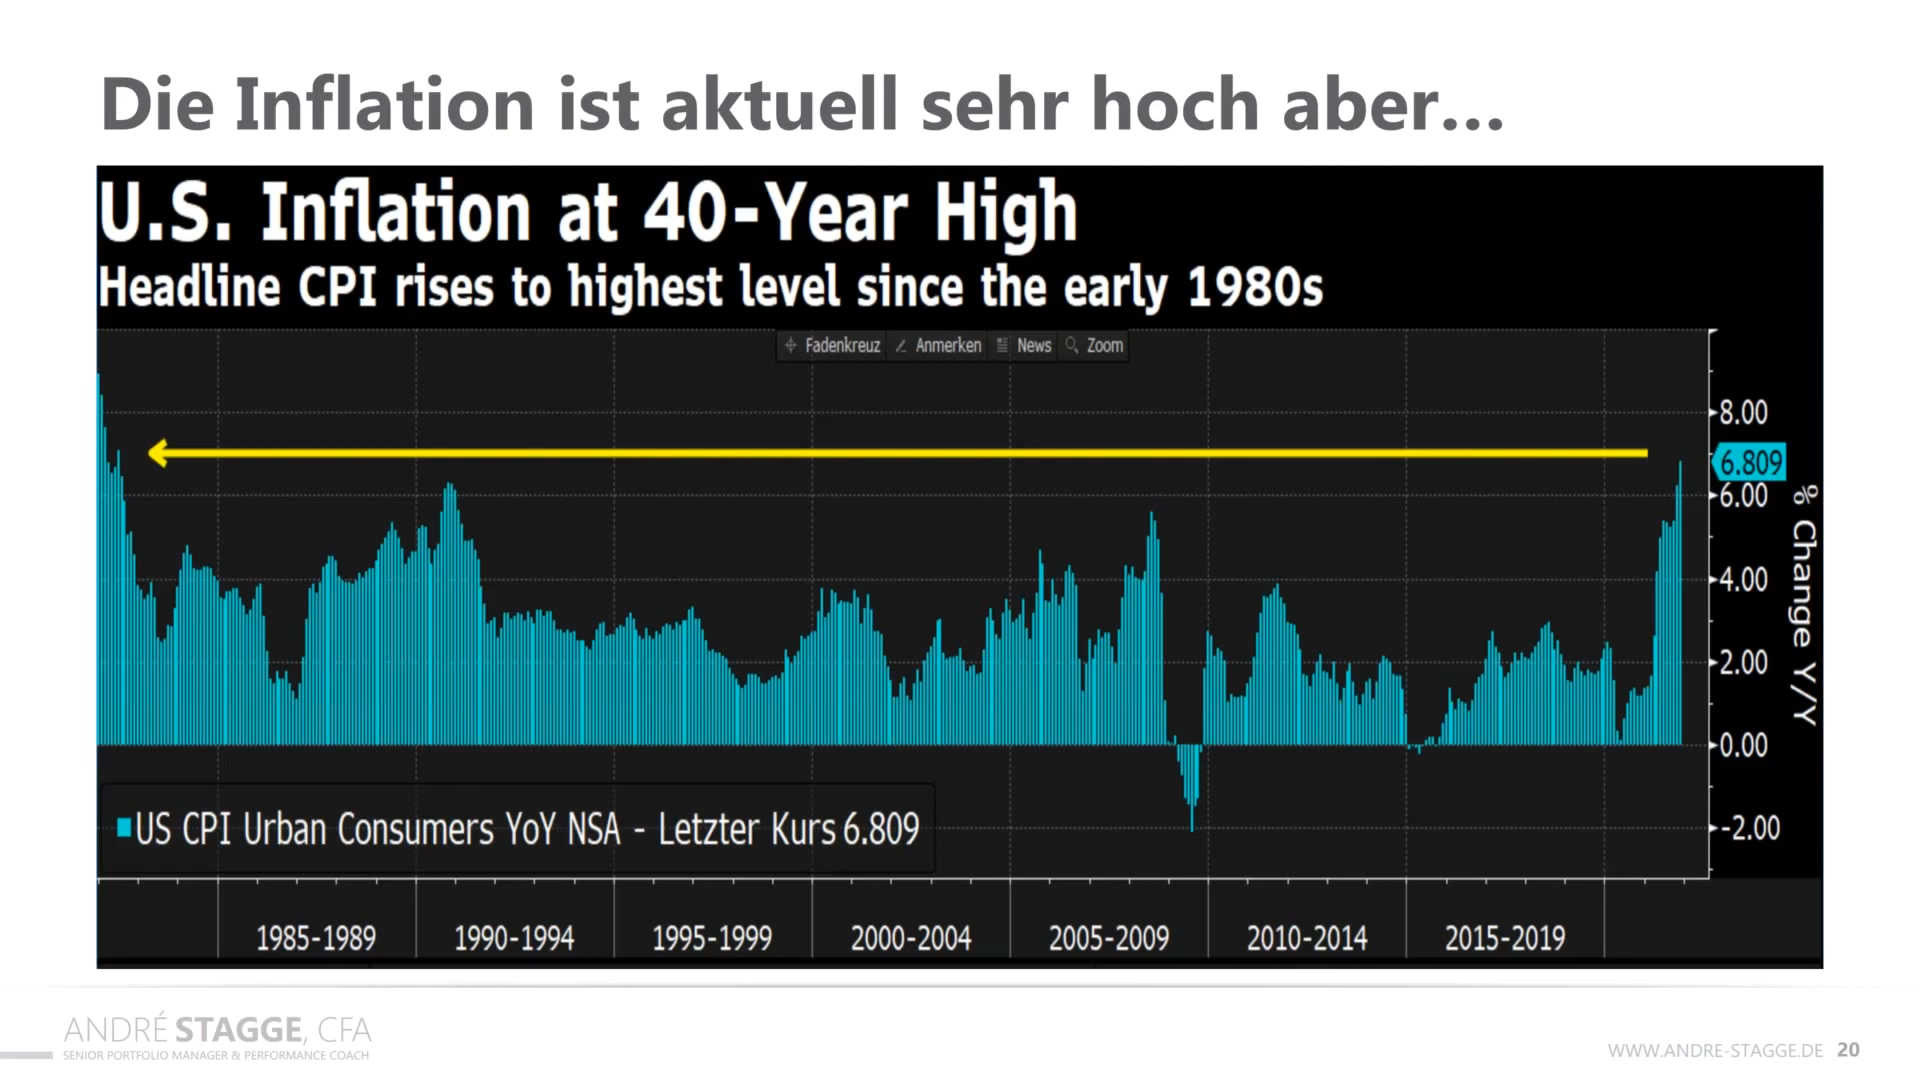 Die Inflation ist aktuell sehr hoch aber...
U.S. Inflation at 40-Year High
Headline CPI rises to highest level since the early 1980s
Fadenkreuz Anmerken News Zoom
8.00
6.809
6.00
4.00
2.00
0.00
-2.00
% Change Y/Y
US CPI Urban Consumers YoY NSA - Letzter Kurs 6.809
1985-1989 1990-1994 1995-1999 2000-2004 2005-2009 2010-2014 2015-2019
ANDRÉ STAGGE, CFA
SENIOR PORTFOLIO MANAGER & PERFORMANCE COACH
WWW.ANDRE-STAGGE.DE 20